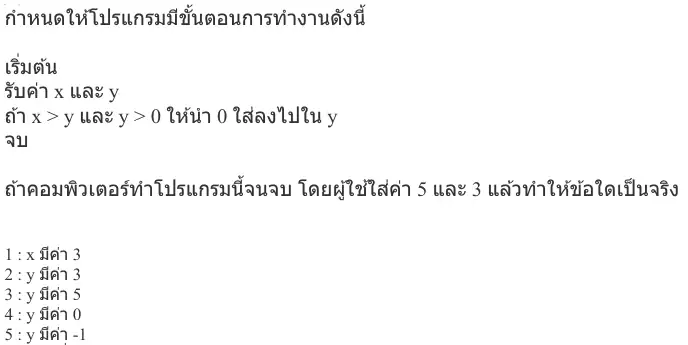 กำหนดให้โปรแกรมมีขั้นตอนการทำงานดังนี้
เริ่มต้น
รับค่า x และ y
ถ้า x > y และ y > 0 ให้นำ 0 ใส่ลงไปใน y
จบ
ถ้าคอมพิวเตอร์ทำโปรแกรมนี้จนจบ โดยผู้ใช้ใส่ค่า 5 และ 3 แล้วทำให้ข้อใดเป็นจริง
1 : x มีค่า 3
2 : y มีค่า 3
3 : y มีค่า 5
4 : y มีค่า 0
5 : y มีค่า -1